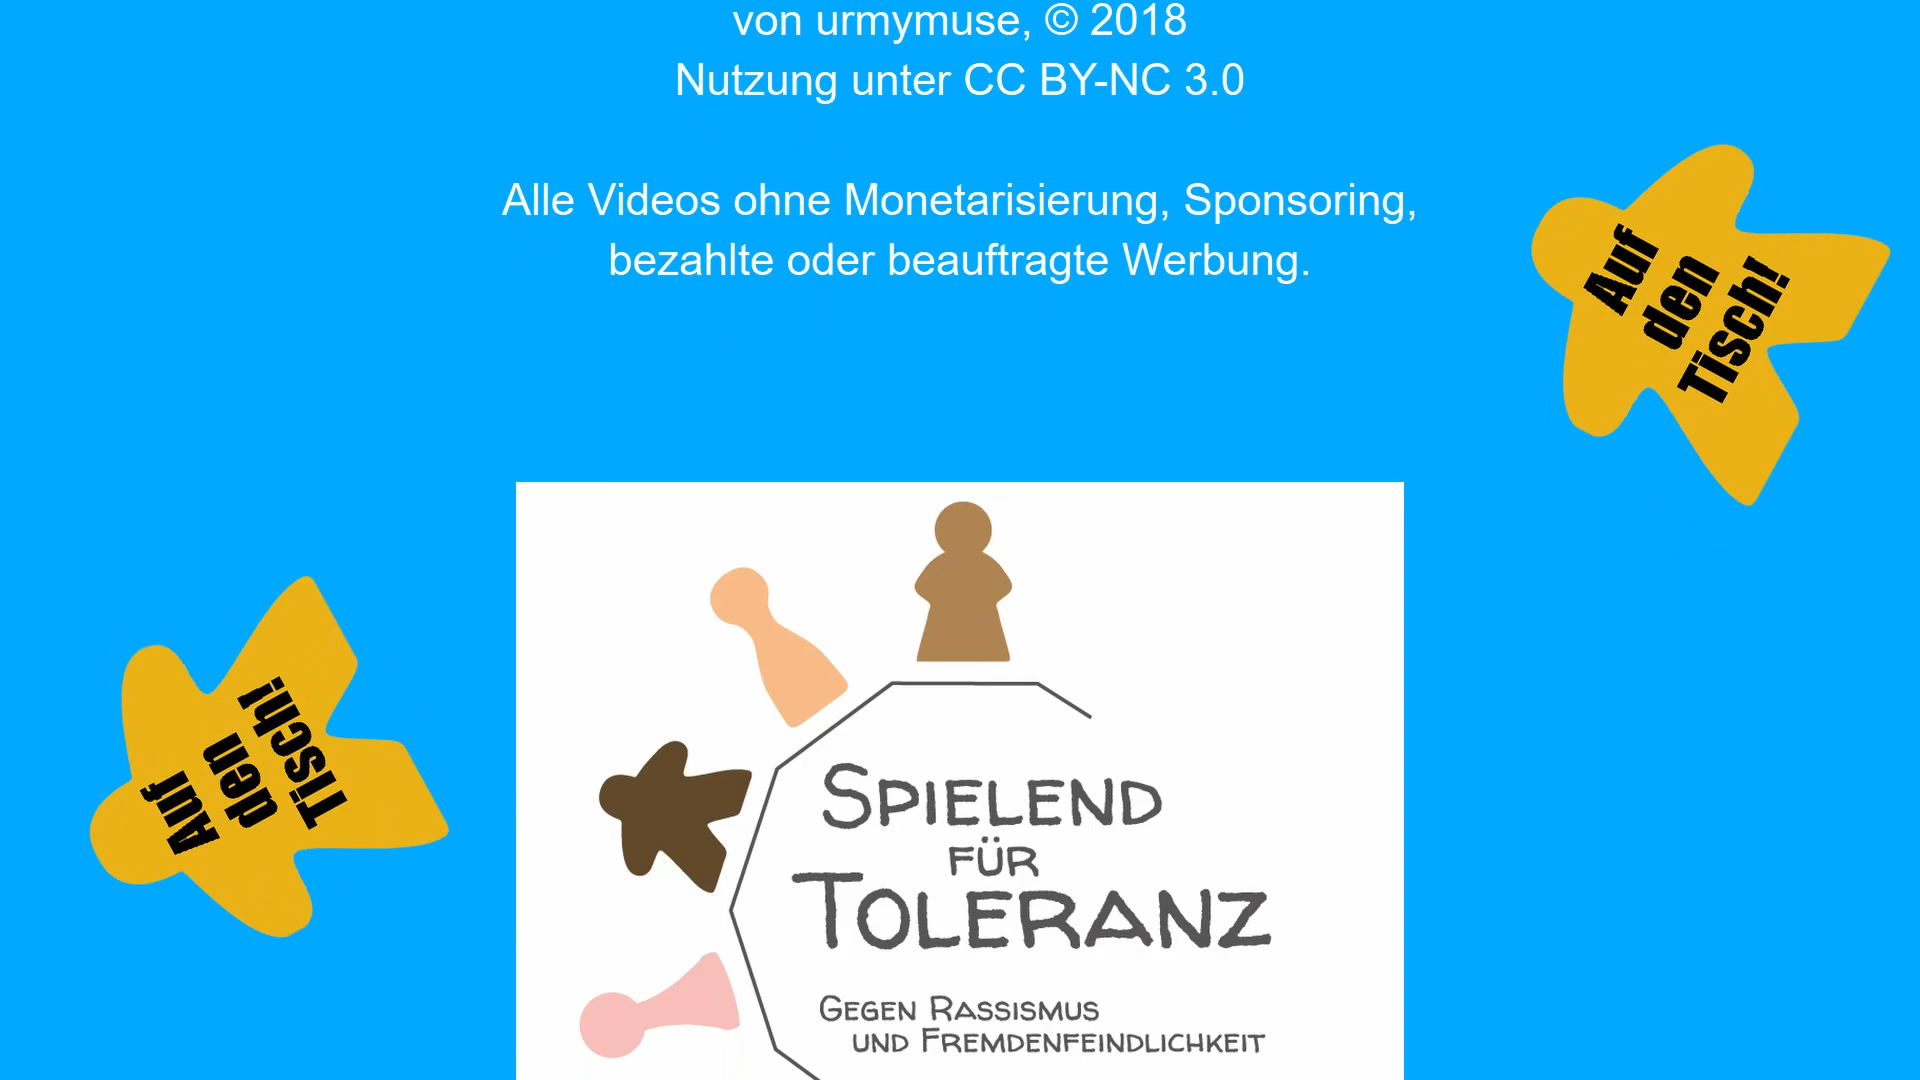 von urmymuse, © 2018
Nutzung unter CC BY-NC 3.0
Alle Videos ohne Monetarisierung, Sponsoring,
bezahlte oder beauftragte Werbung.
Auf
den
Tisch!
Auf
den
Tisch!
SPIELEND
FÜR
TOLERANZ
GEGEN RASSISMUS
UND FREMDENFEINDLICHKEIT